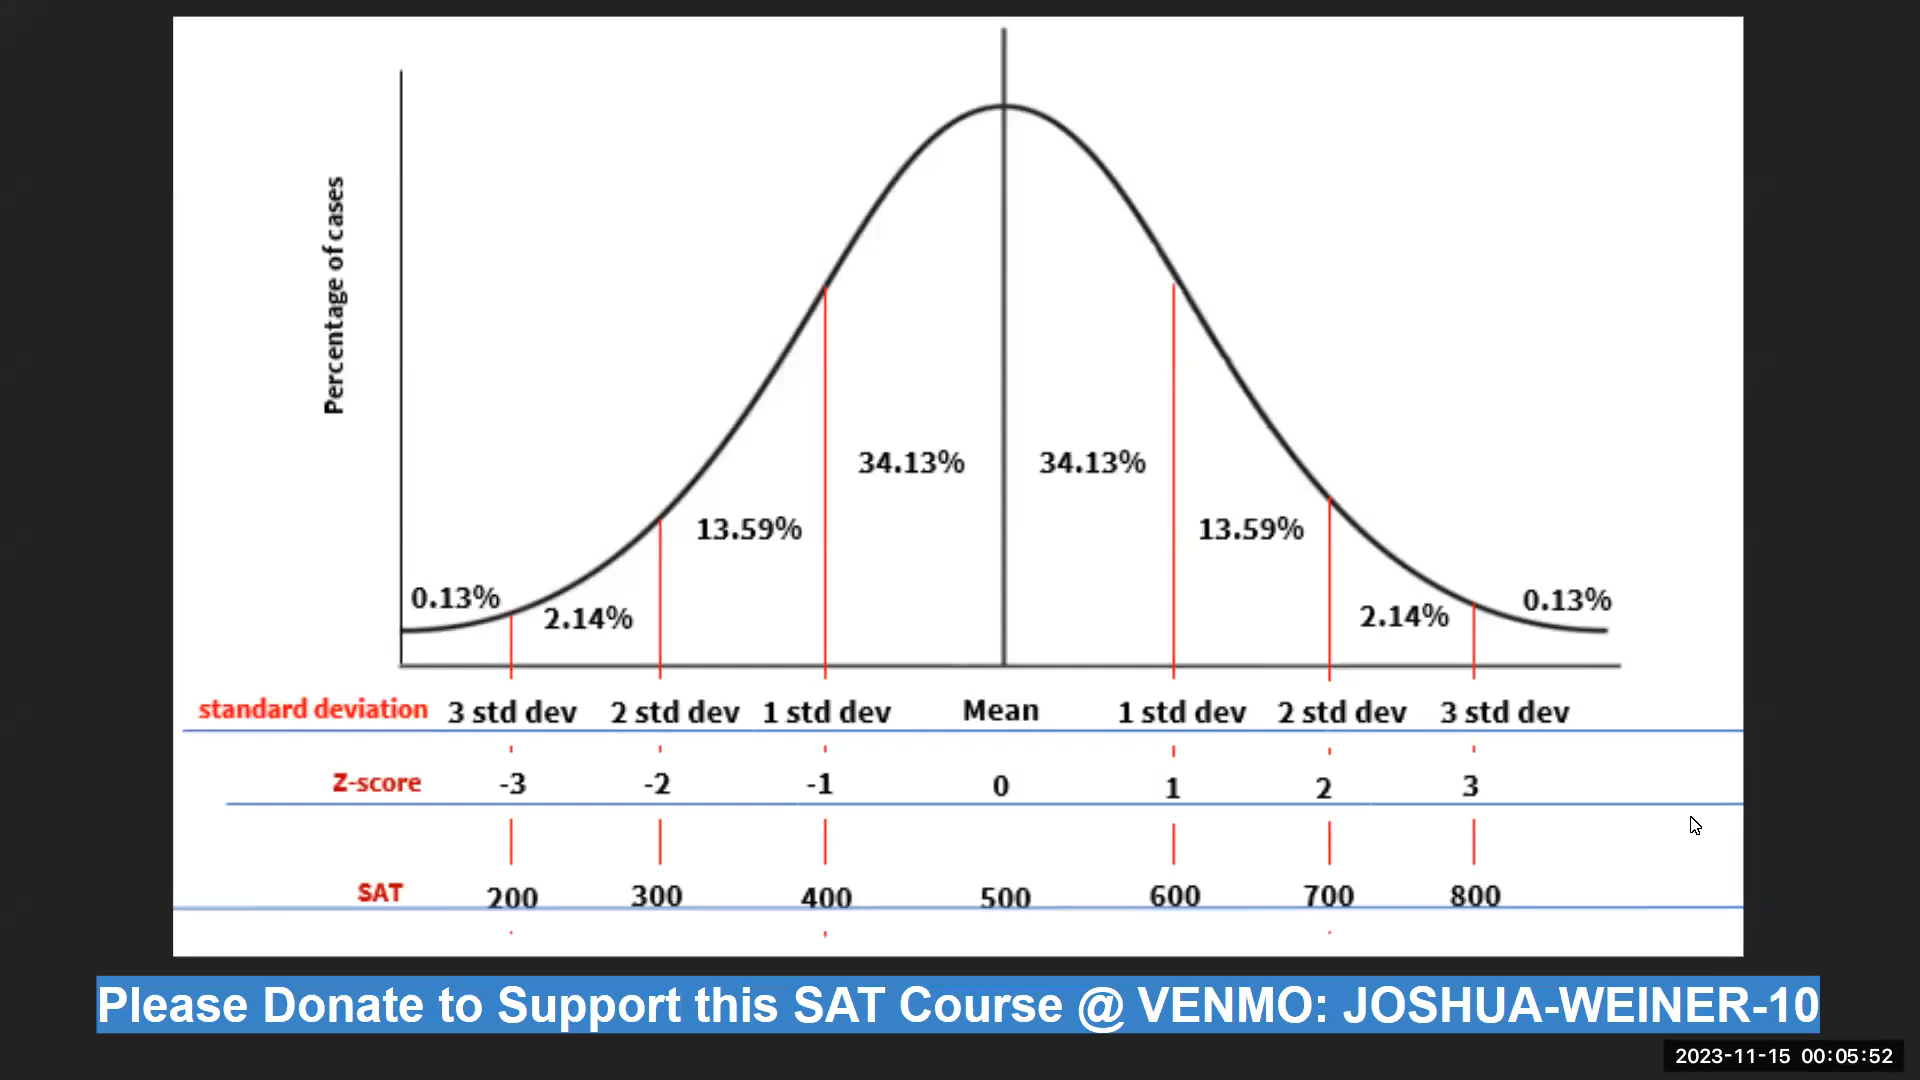 Percentage of cases
34.13% 34.13%
13.59% 13.59%
0.13% 0.13%
2.14% 2.14%
standard deviation 3 std dev 2 std dev 1 std dev Mean 1 std dev 2 std dev 3 std dev
Z-score -3 -2 -1 0 1 2 3
SAT 200 300 400 500 600 700 800
Please Donate to Support this SAT Course @ VENMO: JOSHUA-WEINER-10
2023-11-15 00:05:52